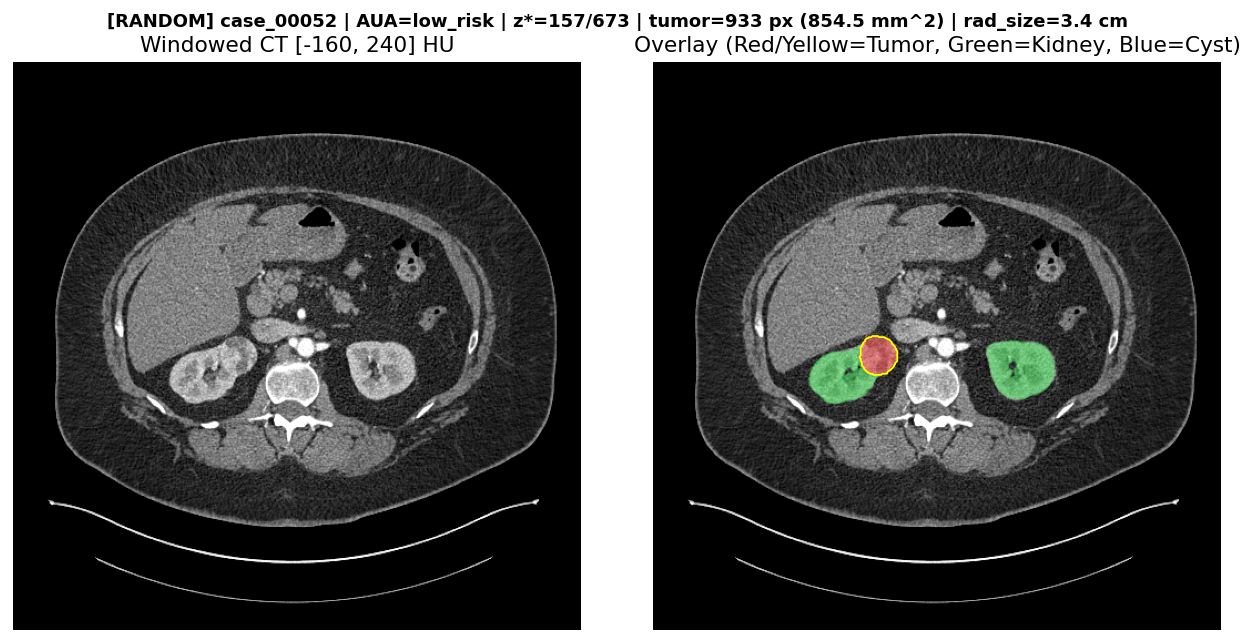 [RANDOM] case_00052 | AUA=low_risk | z*=157/673 | tumor=933 px (854.5 mm^2) | rad_size=3.4 cm
Windowed CT [-160, 240] HU
Overlay (Red/Yellow=Tumor, Green=Kidney, Blue=Cyst)